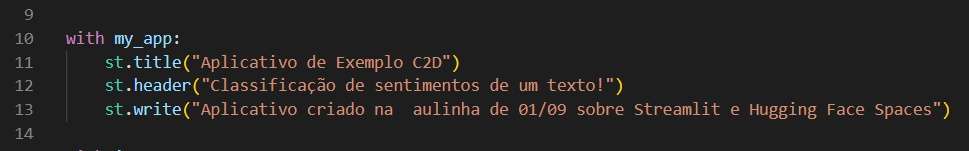 9
10 with my_app:
11 st.title("Aplicativo de Exemplo C2D")
12 st.header("Classificação de sentimentos de um texto!")
13 st.write("Aplicativo criado na  aulinha de 01/09 sobre Streamlit e Hugging Face Spaces")
14